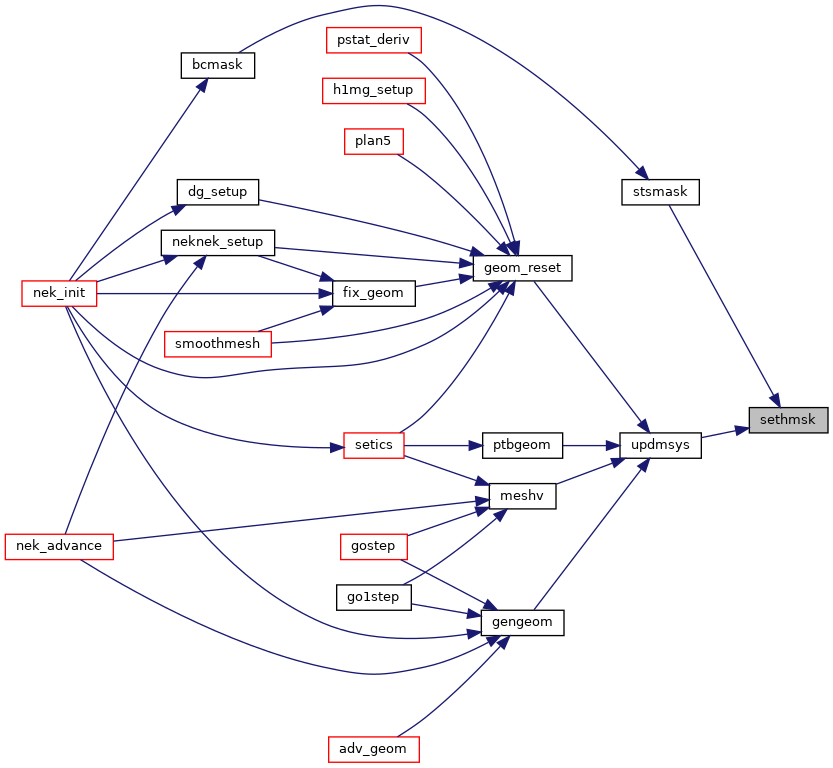 pstat_deriv
bcmask
h1mg_setup
plan5
dg_setup
stsmask
neknek_setup
geom_reset
nek_init
fix_geom
smoothmesh
sethmsk
setics
ptbgeom
updmsys
meshv
nek_advance
gostep
go1step
gengeom
adv_geom